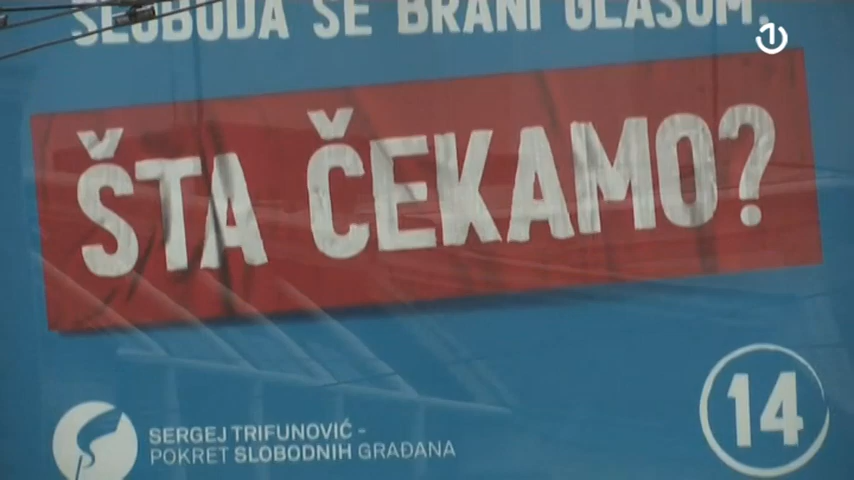 SLOBODA SE BRANI GLASOM.
ŠTA ČEKAMO?
14
SERGEJ TRIFUNOVIĆ -
POKRET SLOBODNIH GRAĐANA